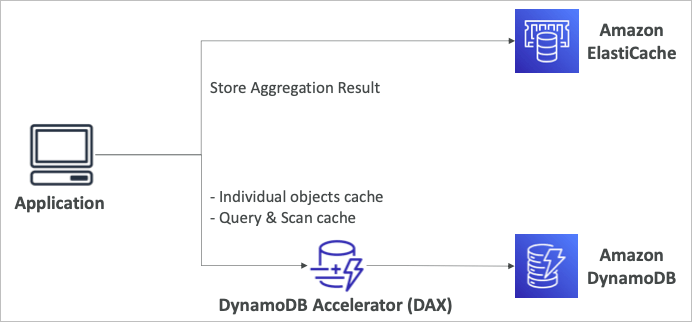 Amazon
ElastiCache
Store Aggregation Result
Application
- Individual objects cache
- Query & Scan cache
Amazon
DynamoDB
DynamoDB Accelerator (DAX)